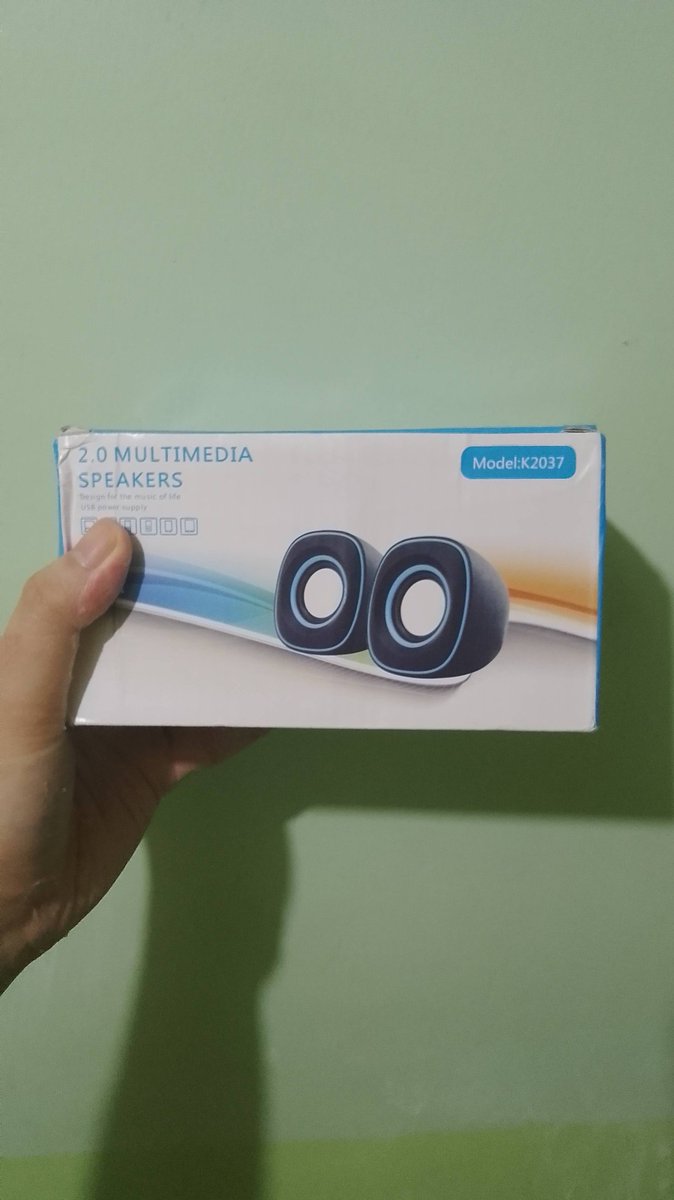 2.0 MULTIMEDIA
SPEAKERS
Design for the music of life
USB power supply
Model:K2037